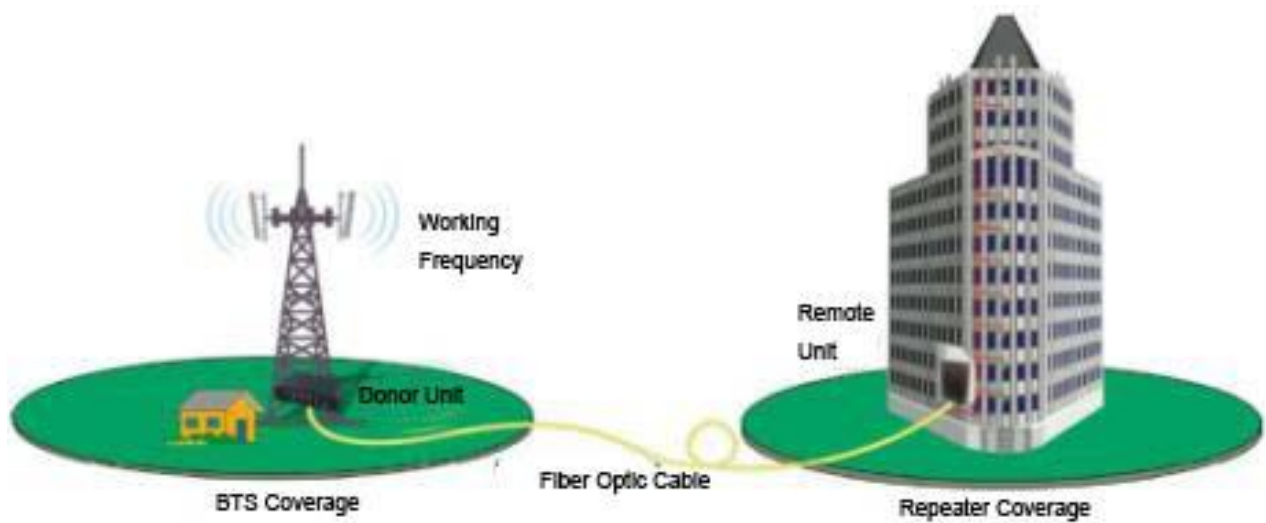 Working
Frequency
Remote
Unit
Donor Unit
Fiber Optic Cable
BTS Coverage
Repeater Coverage